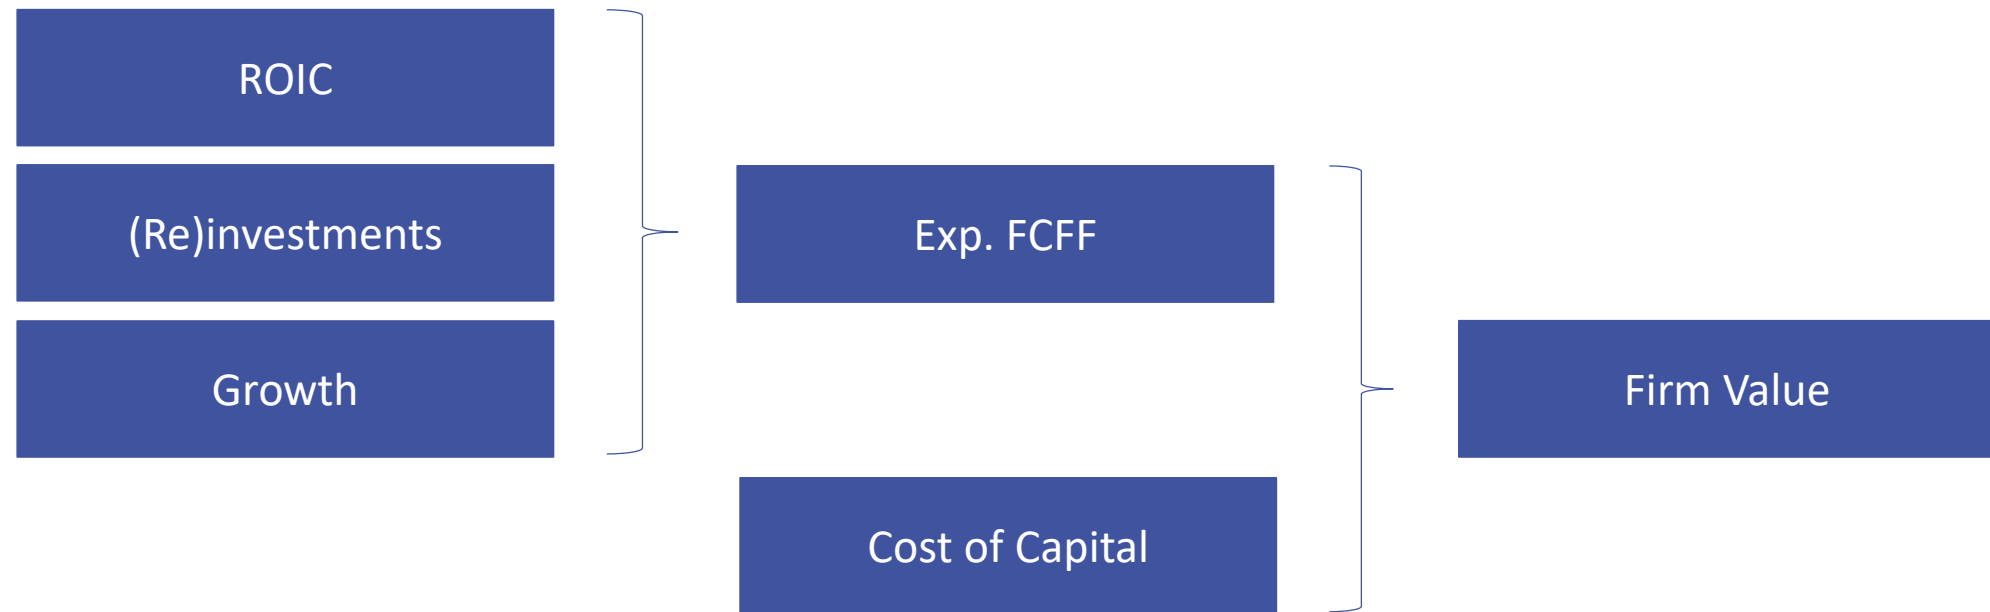 ROIC
(Re)investments
Growth
Exp. FCFF
Cost of Capital
Firm Value